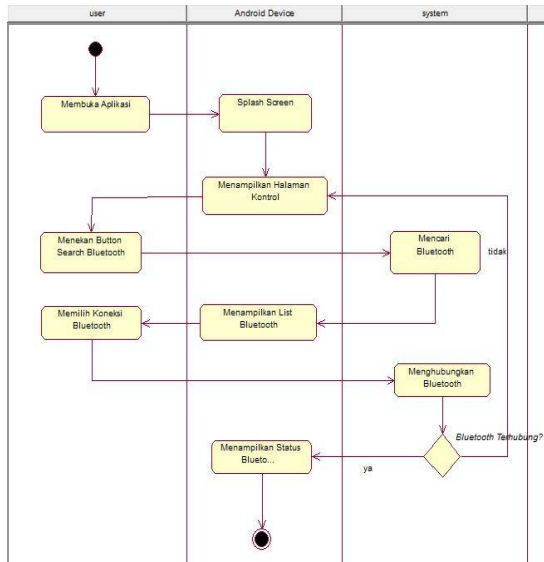 user
Android Device
system
Membuka Aplikasi
Splash Screen
Menampilkan Halaman
Kontrol
Menekan Button
Search Bluetooth
Mencari
Bluetooth
tidak
Memilih Koneksi
Bluetooth
Menampilkan List
Bluetooth
Menghubungkan
Bluetooth
Bluetooth Terhubung?
Menampilkan Status
Blueto...
ya